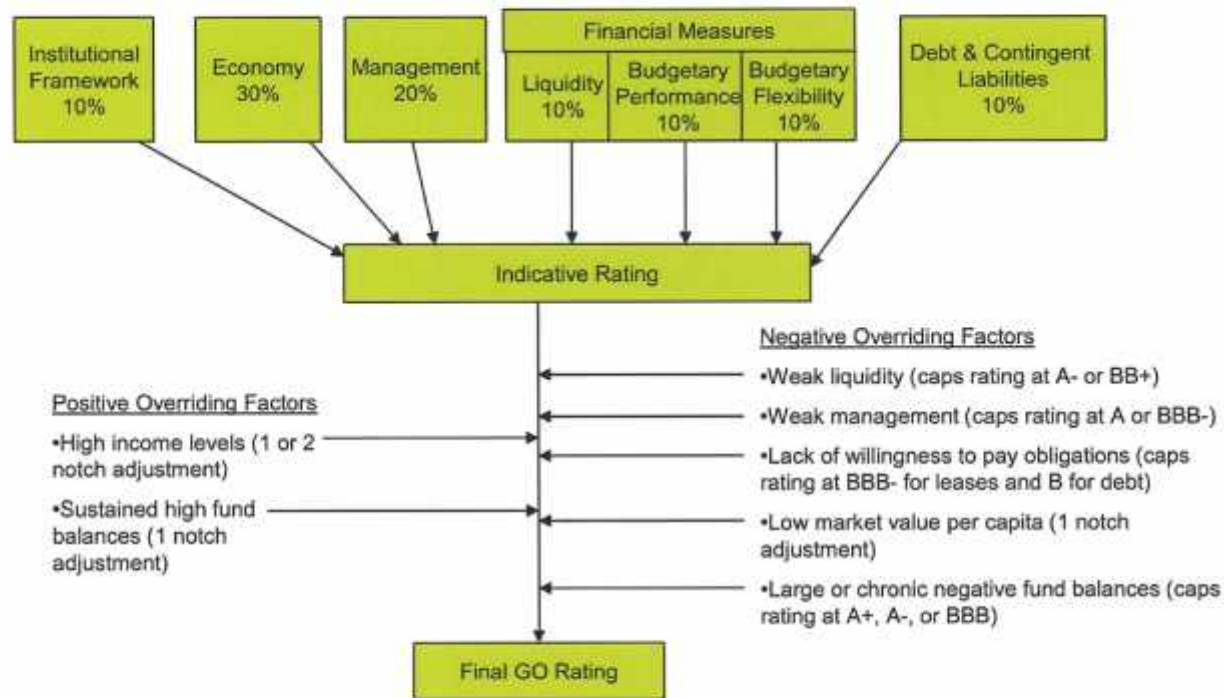 Institutional
Framework
10%
Economy
30%
Management
20%
Financial Measures
Liquidity
10%
Budgetary
Performance
10%
Budgetary
Flexibility
10%
Debt & Contingent
Liabilities
10%
Indicative Rating
Positive Overriding Factors
•High income levels (1 or 2
notch adjustment)
•Sustained high fund
balances (1 notch
adjustment)
Negative Overriding Factors
•Weak liquidity (caps rating at A- or BB+)
•Weak management (caps rating at A or BBB-)
•Lack of willingness to pay obligations (caps
rating at BBB- for leases and B for debt)
•Low market value per capita (1 notch
adjustment)
•Large or chronic negative fund balances (caps
rating at A+, A-, or BBB)
Final GO Rating